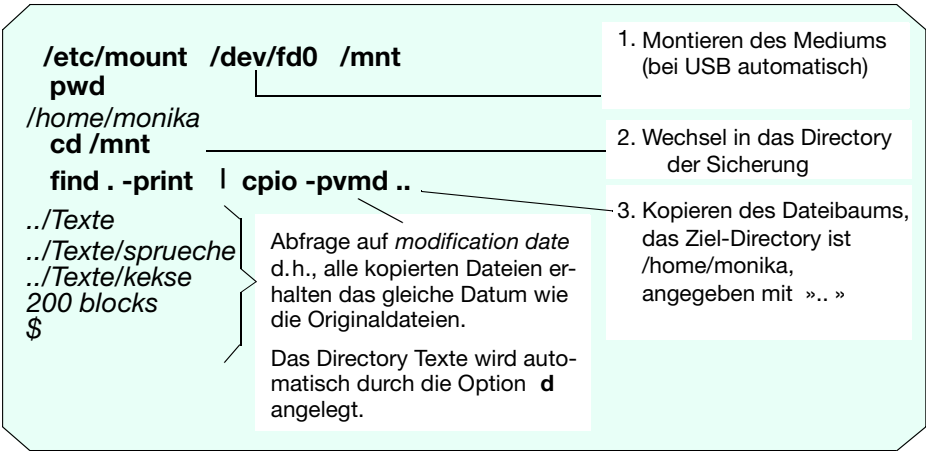 /etc/mount /dev/fd0 /mnt
pwd
/home/monika
cd /mnt
find . -print | cpio -pvmd ..
../Texte
../Texte/sprueche
../Texte/kekse
200 blocks
$
Abfrage auf modification date
d.h., alle kopierten Dateien er-
halten das gleiche Datum wie
die Originaldateien.
Das Directory Texte wird auto-
matisch durch die Option d
angelegt.
1. Montieren des Mediums
(bei USB automatisch)
2. Wechsel in das Directory
der Sicherung
3. Kopieren des Dateibaums,
das Ziel-Directory ist
/home/monika,
angegeben mit ».. »